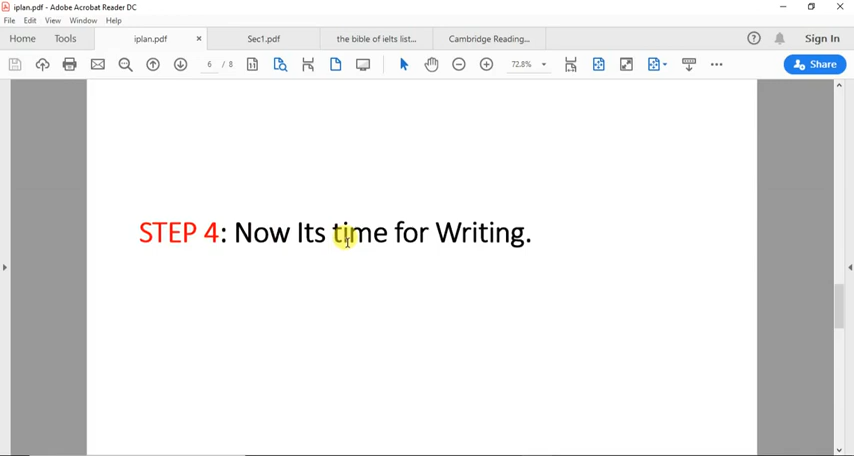 iplan.pdf - Adobe Acrobat Reader DC
File Edit View Window Help
Home Tools iplan.pdf × Sec1.pdf the bible of ielts list... Cambridge Reading... Sign In
6 / 8 72.8% Share
STEP 4: Now Its time for Writing.